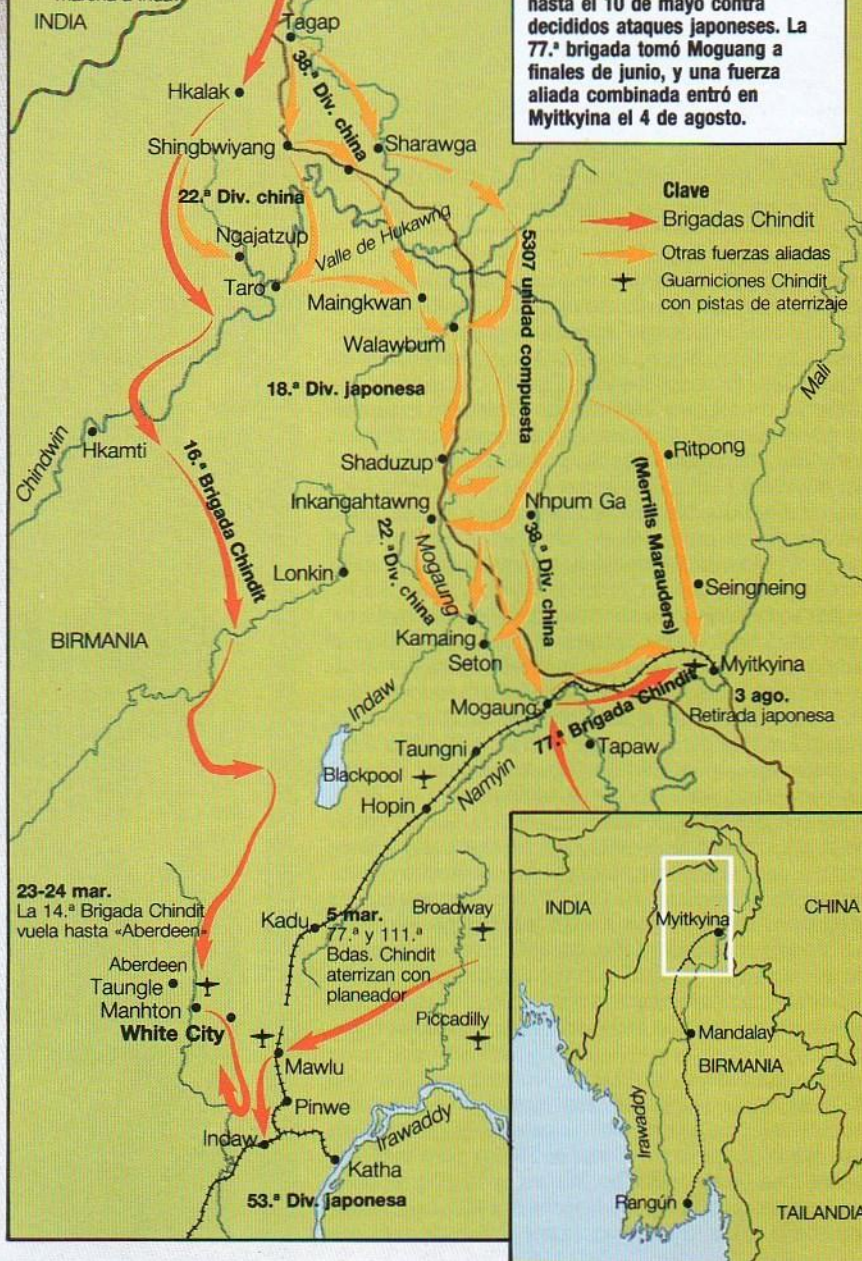 INDIA
hasta el 10 de mayo contra
decididos ataques japoneses. La
77.ª brigada tomó Moguang a
finales de junio, y una fuerza
aliada combinada entró en
Myitkyina el 4 de agosto.
Tagap
38.ª Div. china
Hkalak
Shingbwiyang
Sharawga
22.ª Div. china
Ngajatzup
Valle de Hukawng
Taro
Maingkwan
Walawbum
5307 unidad compuesta
Clave
Brigadas Chindit
Otras fuerzas aliadas
Guarniciones Chindit
con pistas de aterrizaje
18.ª Div. japonesa
Mali
Chindwin
Hkamti
16.ª Brigada Chindit
Shaduzup
Ritpong
Inkangahtawng
Nhpum Ga
(Merrills Marauders)
22.ª Div. china
Mogaung
38.ª Div. china
Lonkin
Seingneing
BIRMANIA
Kamaing
Seton
Myitkyina
3 ago.
Retirada japonesa
Indaw
Mogaung
77.ª Brigada Chindit
Taungni
Tapaw
Blackpool
Namyin
Hopin
23-24 mar.
La 14.ª Brigada Chindit
vuela hasta «Aberdeen»
Kadu
5 mar.
77.ª y 111.ª
Bdas. Chindit
aterrizan con
planeador
Broadway
Aberdeen
Taungle
Manhton
White City
Piccadilly
Mawlu
Pinwe
Irawaddy
Indaw
Katha
53.ª Div. japonesa
INDIA
CHINA
Myitkyina
Mandalay
BIRMANIA
Irawaddy
Rangún
TAILANDIA